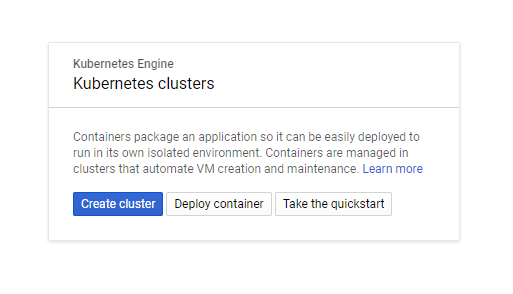 Kubernetes Engine
Kubernetes clusters
Containers package an application so it can be easily deployed to
run in its own isolated environment. Containers are managed in
clusters that automate VM creation and maintenance. Learn more
Create cluster Deploy container Take the quickstart